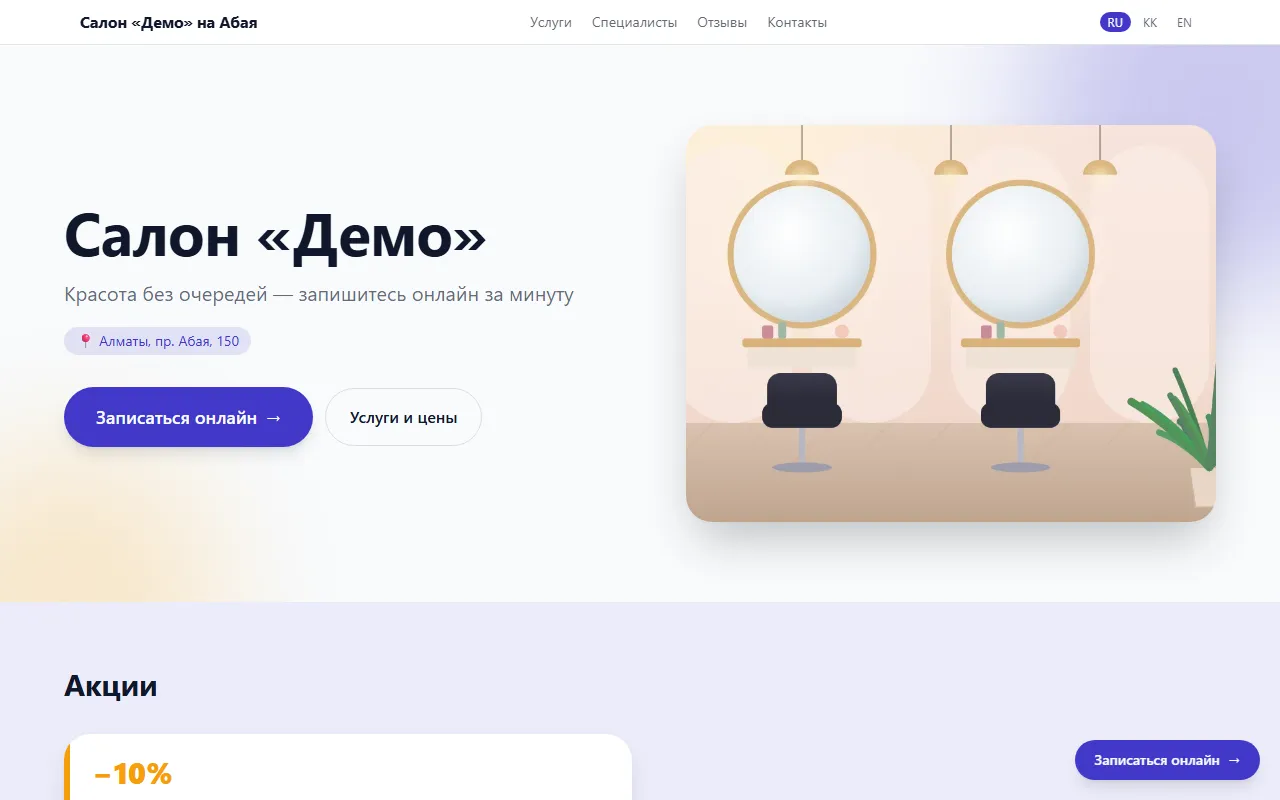 Салон «Демо» на Абая
Услуги Специалисты Отзывы Контакты
RU KK EN
Салон «Демо»
Красота без очередей — запишитесь онлайн за минуту
Алматы, пр. Абая, 150
Записаться онлайн →
Услуги и цены
Акции
−10%
Записаться онлайн →